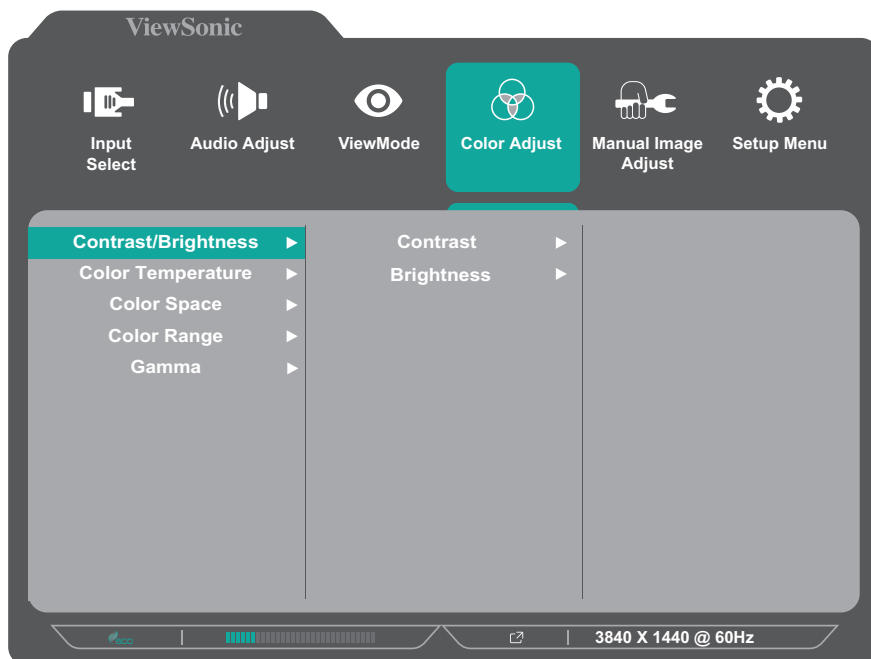 ViewSonic
Input
Select
Audio Adjust
ViewMode
Color Adjust
Manual Image
Adjust
Setup Menu
Contrast/Brightness
Color Temperature
Color Space
Color Range
Gamma
Contrast
Brightness
eco
3840 X 1440 @ 60Hz